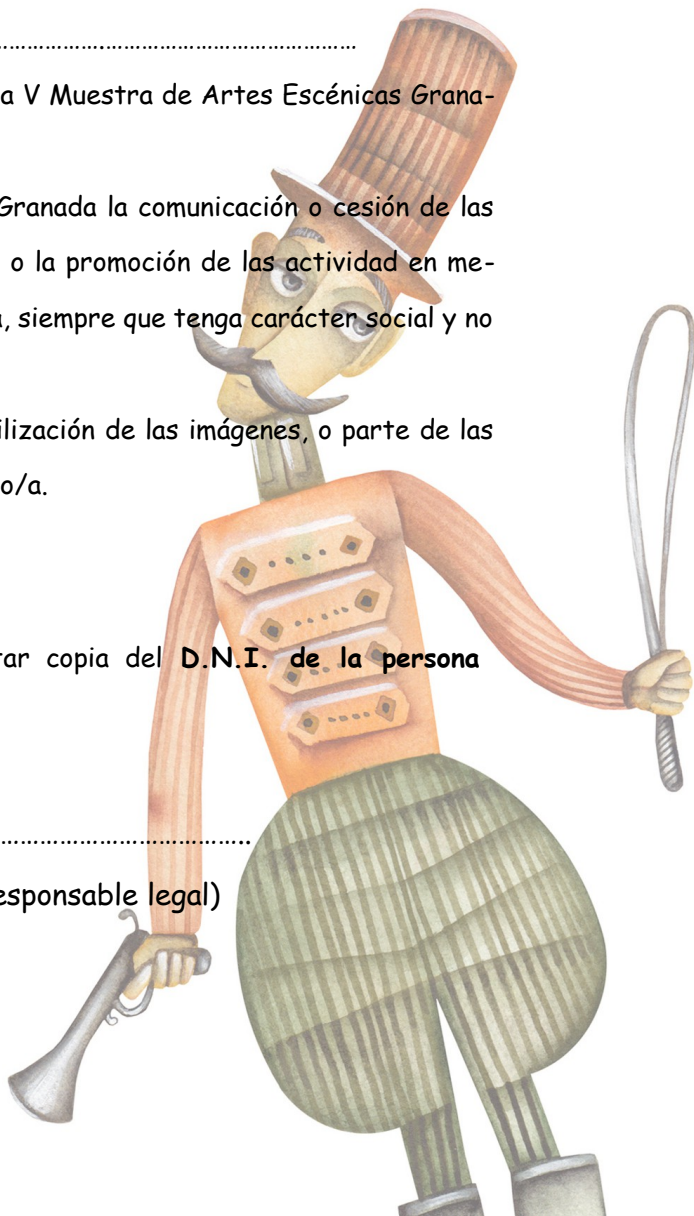 ……………………….……………………………………
a V Muestra de Artes Escénicas Grana-
Granada la comunicación o cesión de las
o la promoción de las actividad en me-
, siempre que tenga carácter social y no
ilización de las imágenes, o parte de las
o/a.
tar copia del D.N.I. de la persona
…………………………………..
esponsable legal)